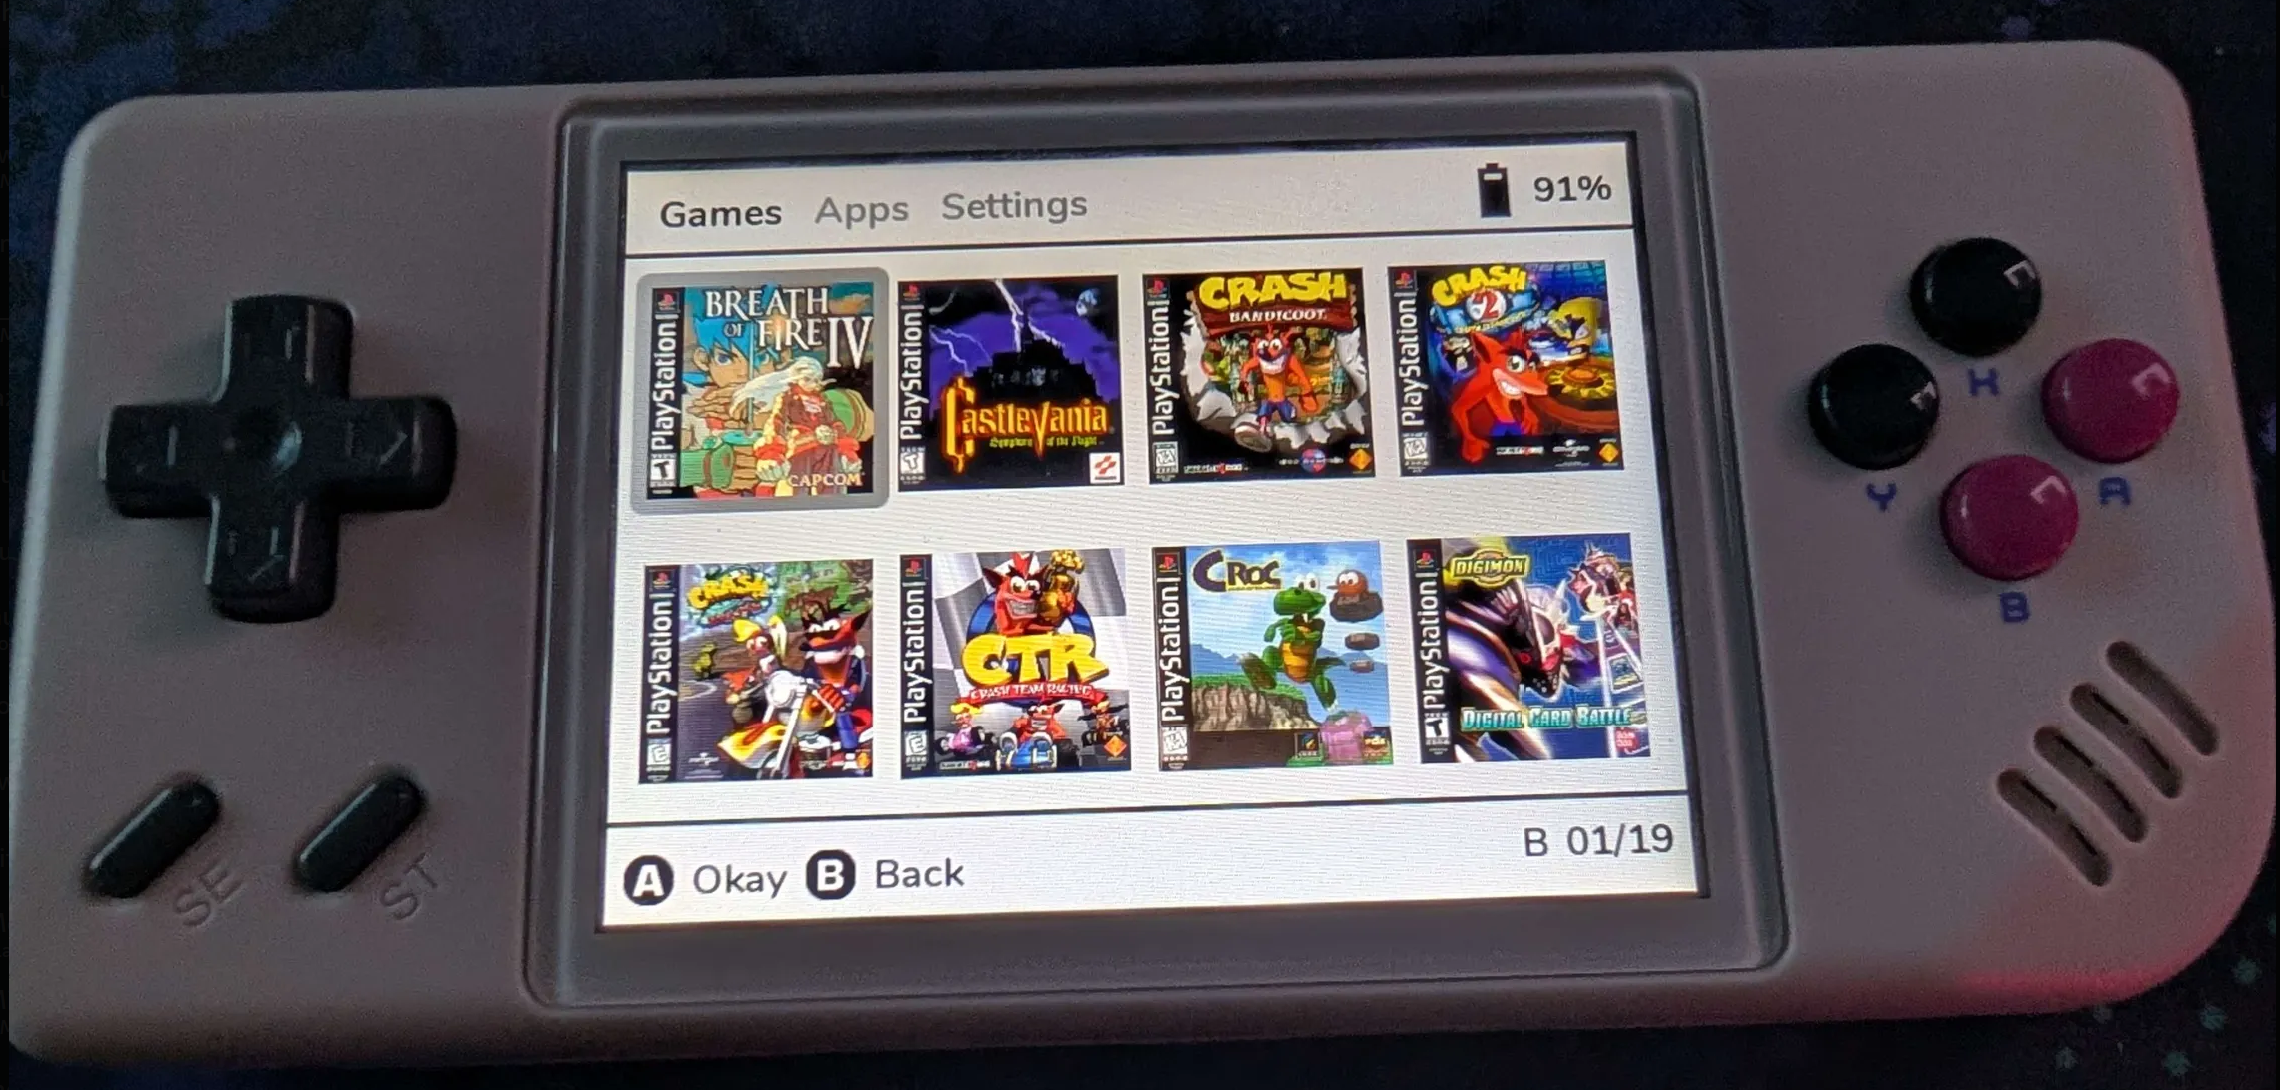 Games Apps Settings 91%
PlayStation
BREATH
OF FIRE IV
T
CAPCOM
PlayStation
Castlevania
Symphony of the Night
T
PlayStation
CRASH
BANDICOOT
PlayStation
CRASH
2
PlayStation
CRASH
E
PlayStation
CTR
CRASH TEAM RACING
E
PlayStation
CROC
PlayStation
DIGIMON
DIGITAL CARD BATTLE
T
A Okay B Back
B 01/19
X
Y
A
B
SE
ST